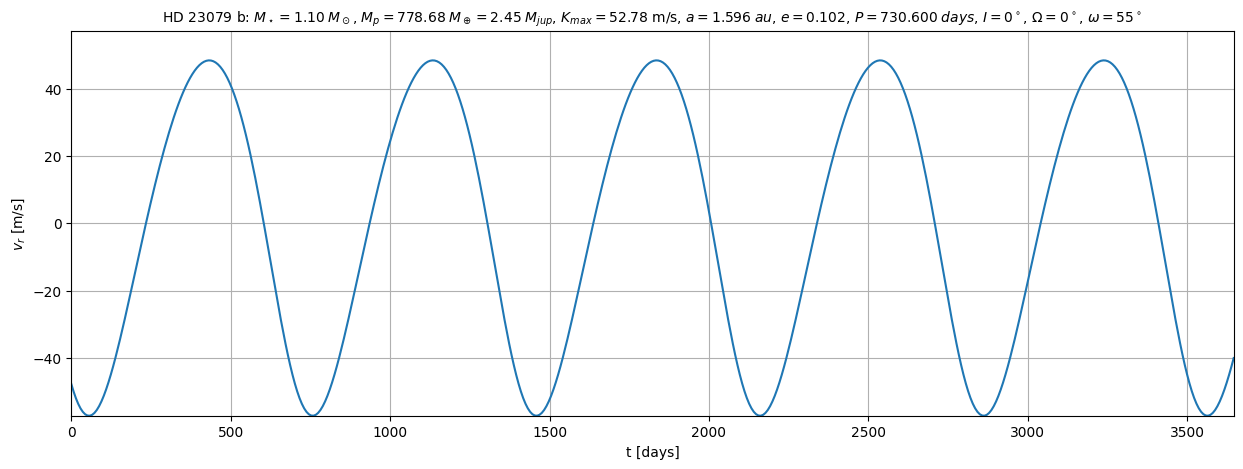 HD 23079 b: M⋆ = 1.10 M⊙, Mp = 778.68 M⊕ = 2.45 Mjup, Kmax = 52.78 m/s, a = 1.596 au, e = 0.102, P = 730.600 days, I = 0°, Ω = 0°, ω = 55°
40
20
0
−20
−40
vr [m/s]
0 500 1000 1500 2000 2500 3000 3500
t [days]